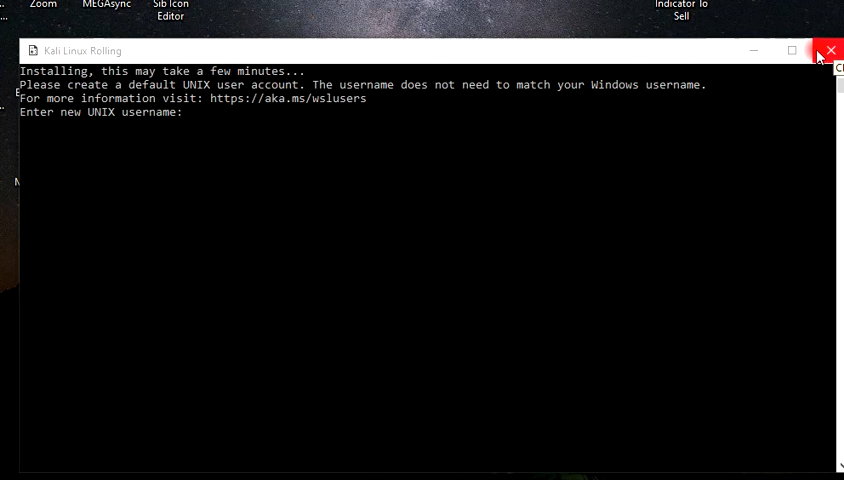 Zoom
MEGAsync
Sib Icon
Editor
Indicator To
Sell
Kali Linux Rolling
Installing, this may take a few minutes...
Please create a default UNIX user account. The username does not need to match your Windows username.
For more information visit: https://aka.ms/wslusers
Enter new UNIX username: